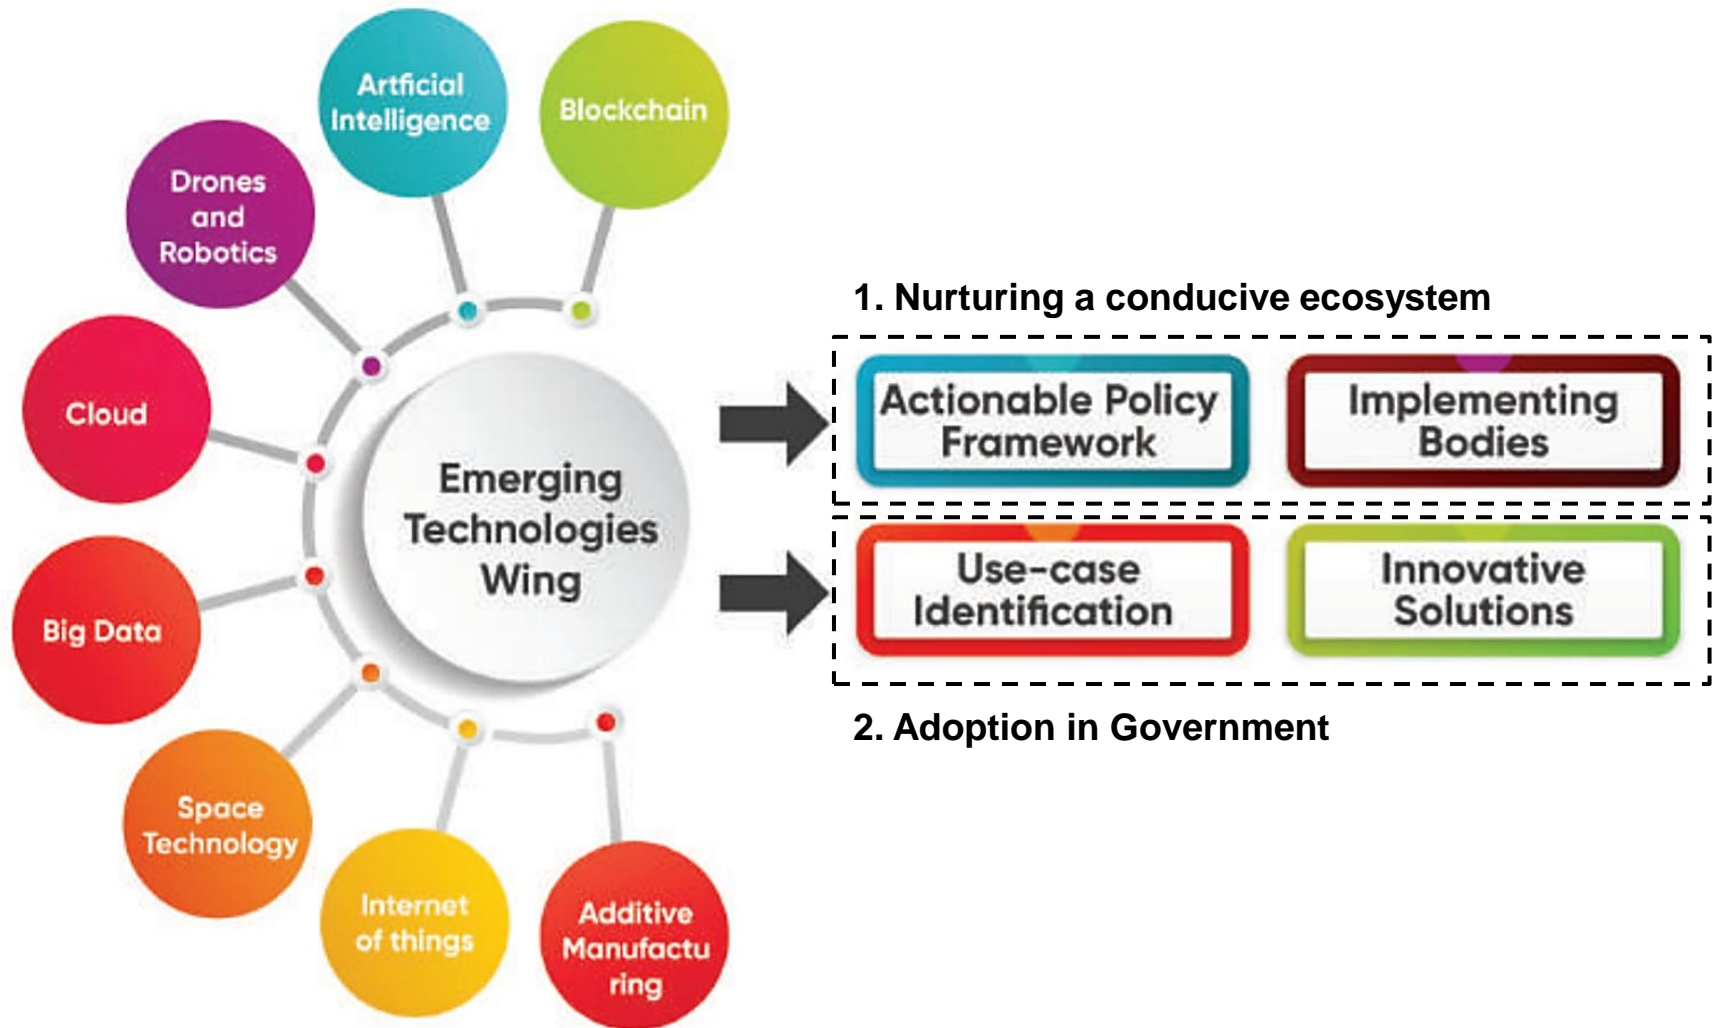 Artficial
Intelligence
Blockchain
Drones
and
Robotics
Cloud
Big Data
Space
Technology
Internet
of things
Additive
Manufactu
ring
Emerging
Technologies
Wing
1. Nurturing a conducive ecosystem
Actionable Policy
Framework
Implementing
Bodies
Use-case
Identification
Innovative
Solutions
2. Adoption in Government